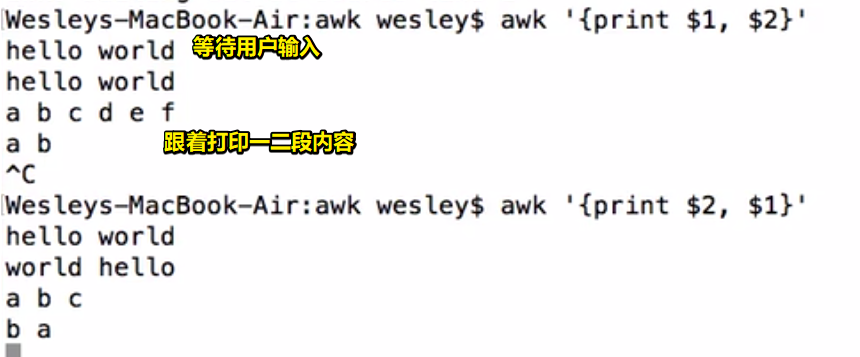 Wesleys-MacBook-Air:awk wesley$ awk '{print $1, $2}'
hello world 等待用户输入
hello world
a b c d e f
a b 跟着打印一二段内容
^C
Wesleys-MacBook-Air:awk wesley$ awk '{print $2, $1}'
hello world
world hello
a b c
b a